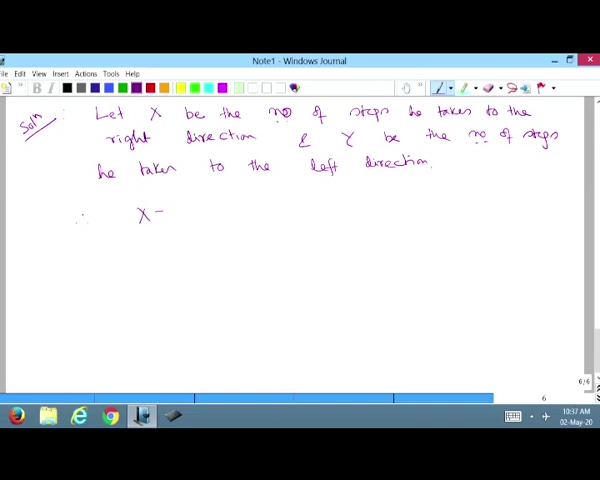 Note1 - Windows Journal
File Edit View Insert Actions Tools Help
B I
Soln : Let X be the no of steps he takes to the
right direction & Y be the no of steps
he taken to the left direction.
∴ X -
6/6
6
10:37 AM
02-May-20